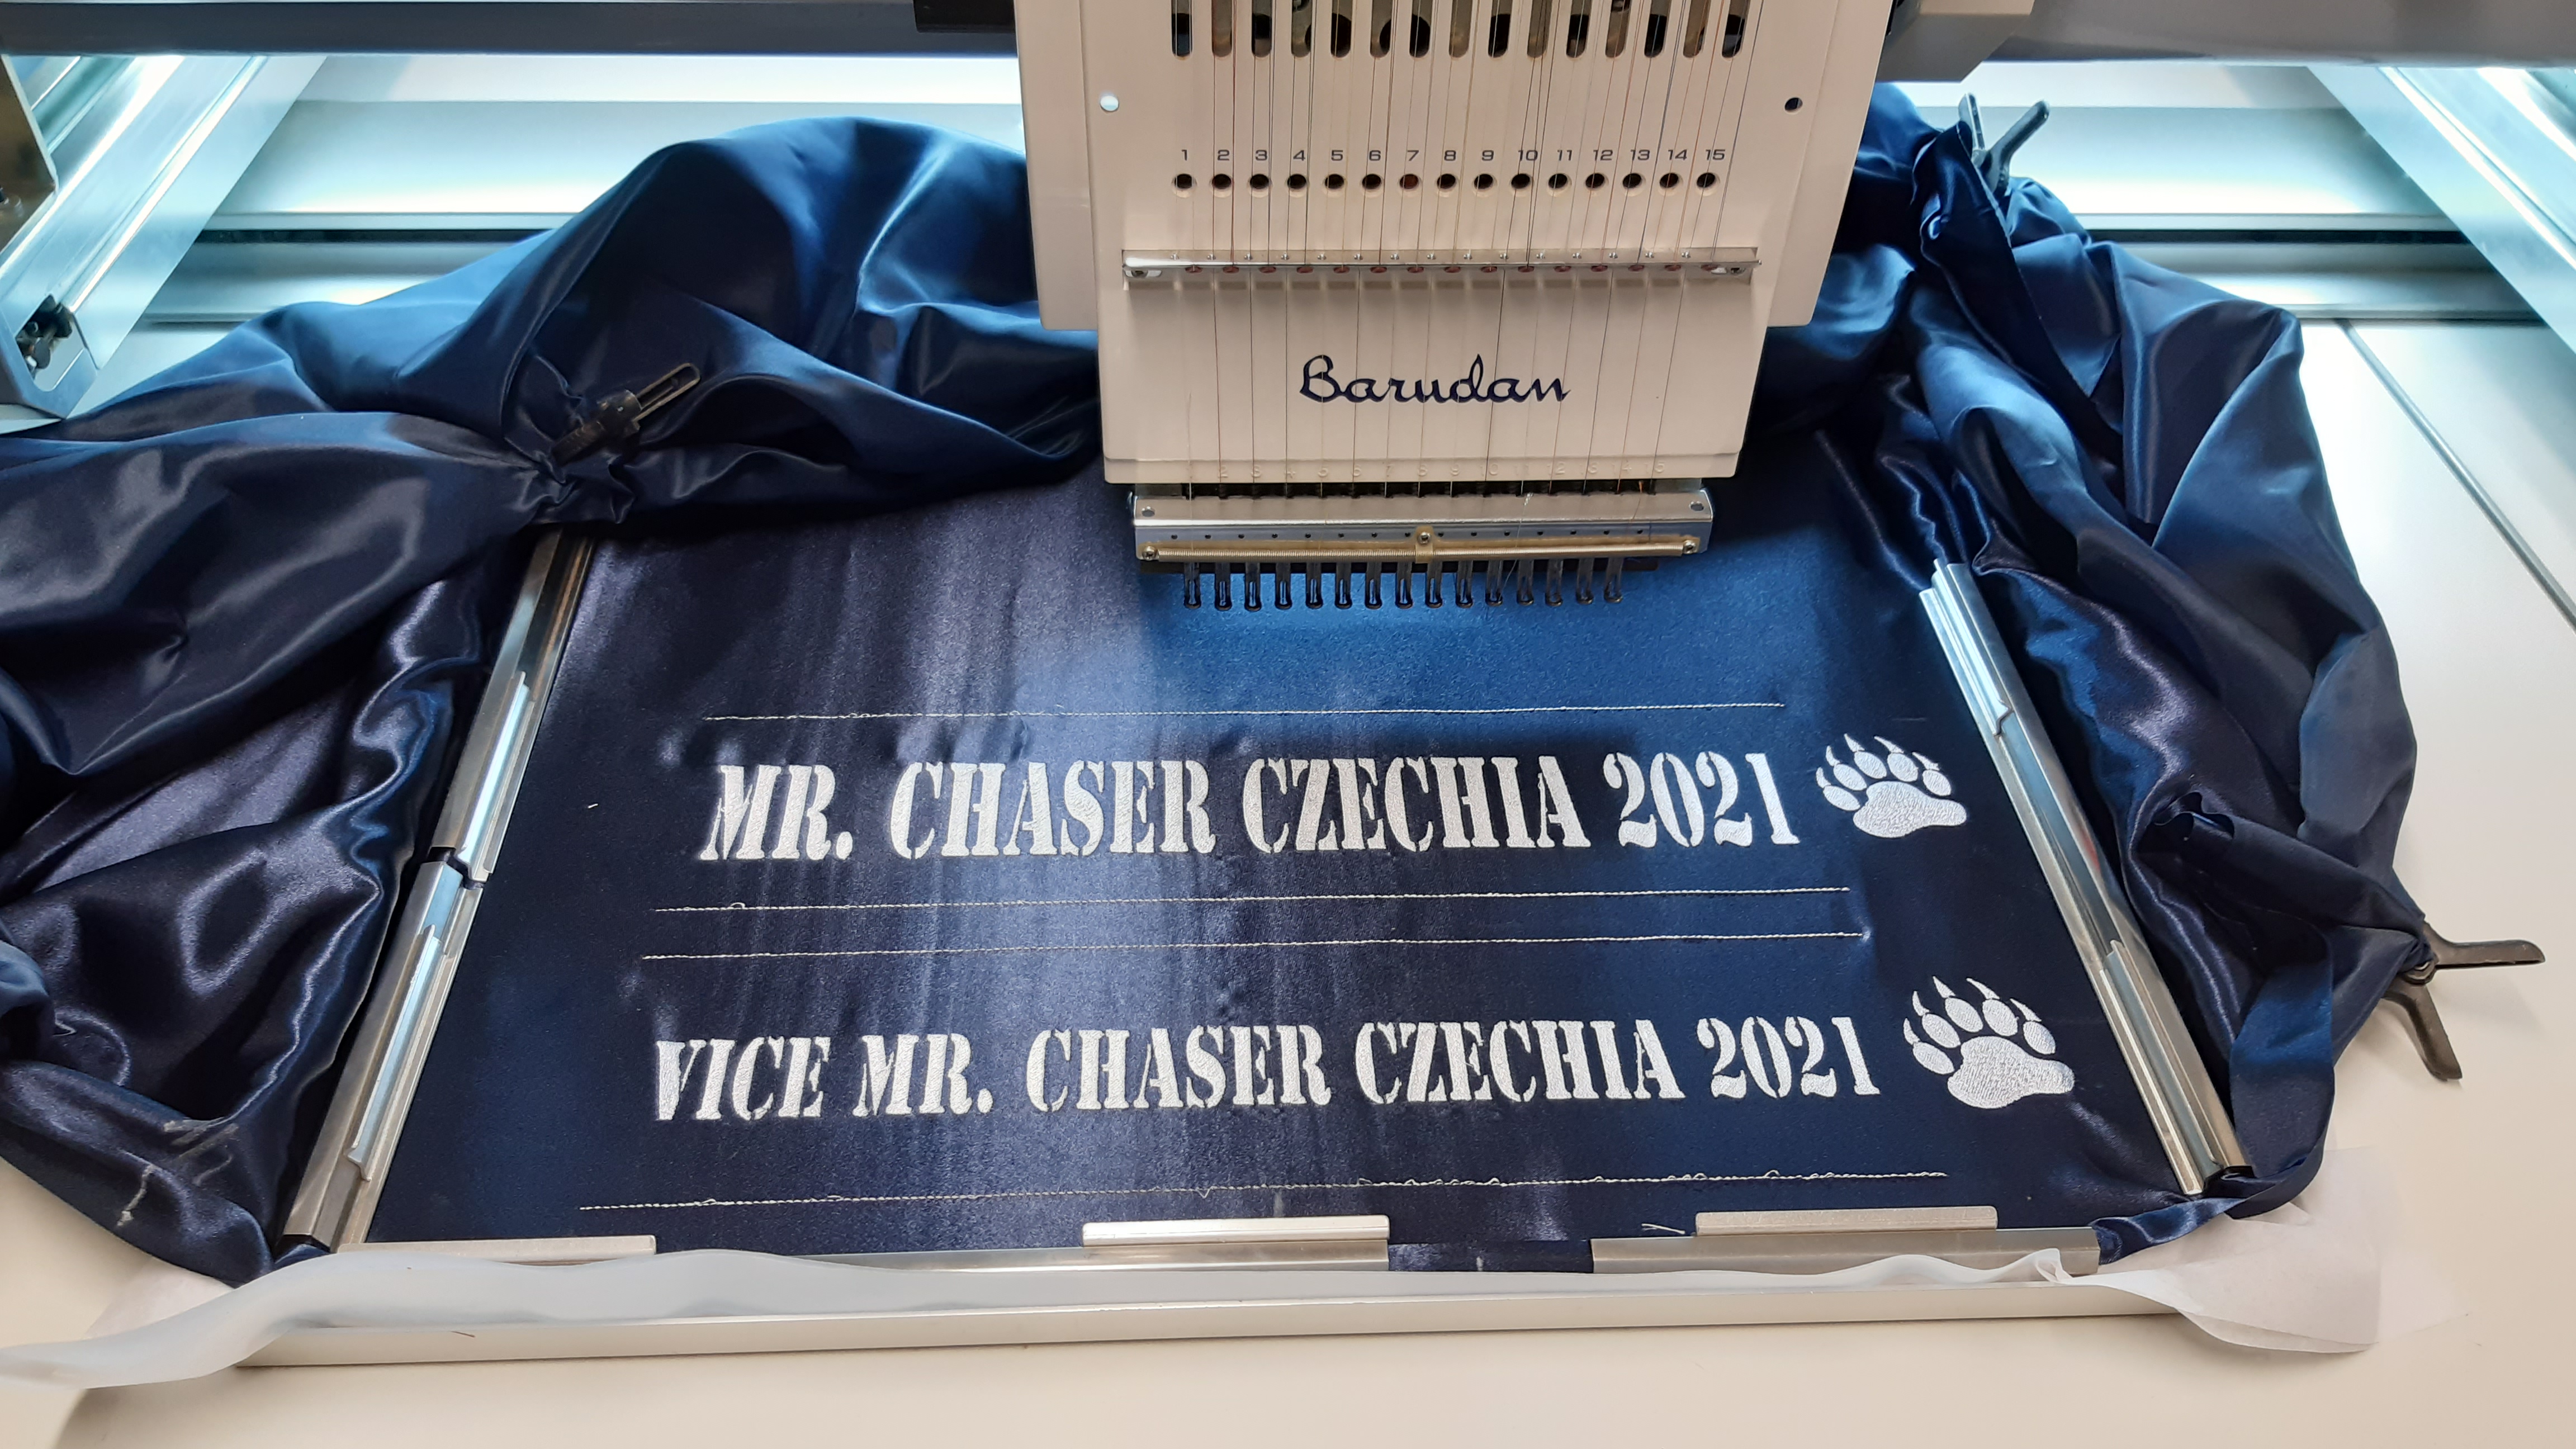 1 2 3 4 5 6 7 8 9 10 11 12 13 14 15
Barudan
MR. CHASER CZECHIA 2021
VICE MR. CHASER CZECHIA 2021